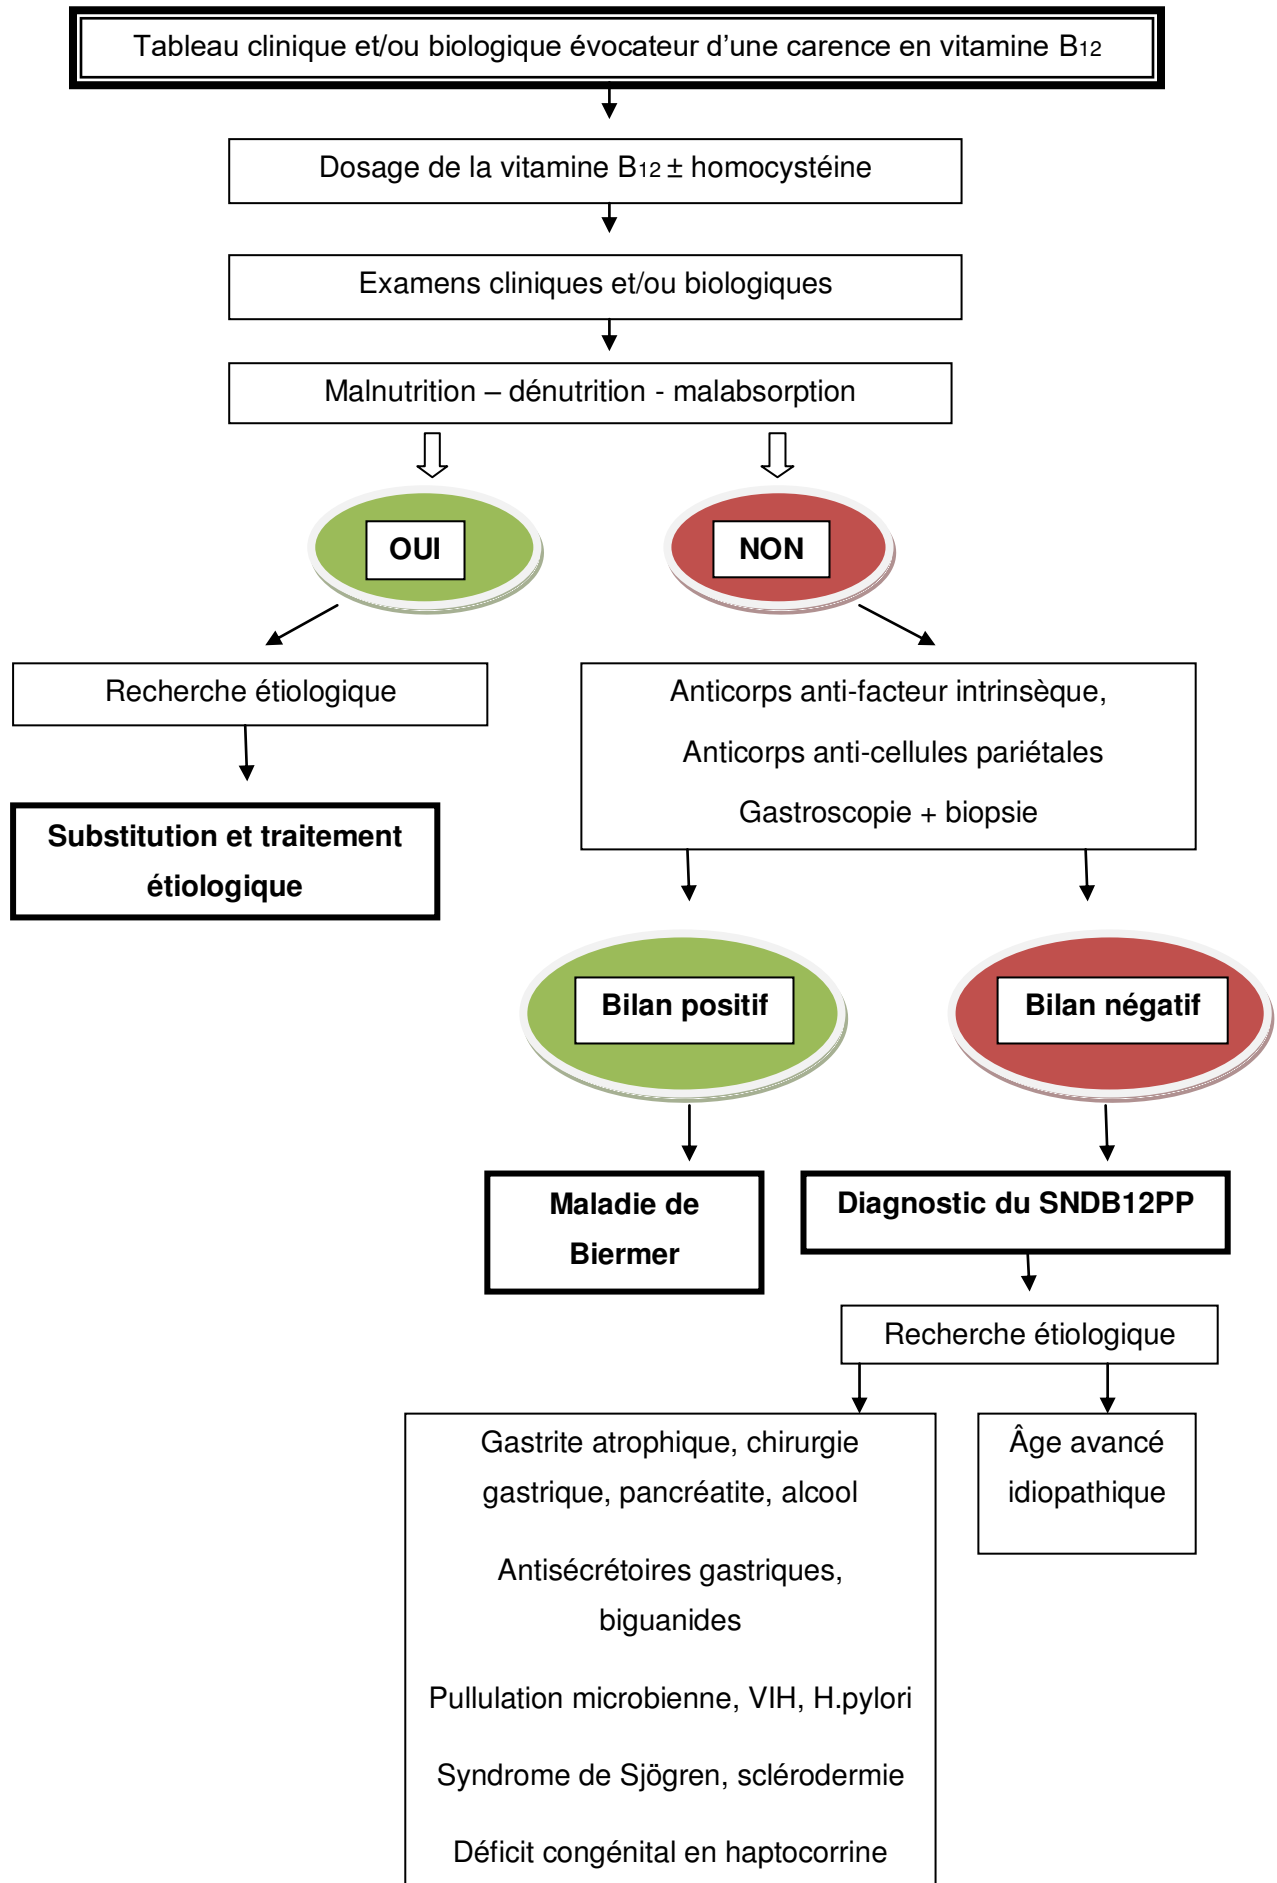 Tableau clinique et/ou biologique évocateur d’une carence en vitamine B12
Dosage de la vitamine B12 ± homocystéine
Examens cliniques et/ou biologiques
Malnutrition – dénutrition - malabsorption
OUI
NON
Recherche étiologique
Substitution et traitement
étiologique
Anticorps anti-facteur intrinsèque,
Anticorps anti-cellules pariétales
Gastroscopie + biopsie
Bilan positif
Bilan négatif
Maladie de
Biermer
Diagnostic du SNDB12PP
Recherche étiologique
Gastrite atrophique, chirurgie
gastrique, pancréatite, alcool
Antisécrétoires gastriques,
biguanides
Pullulation microbienne, VIH, H.pylori
Syndrome de Sjögren, sclérodermie
Déficit congénital en haptocorrine
Âge avancé
idiopathique